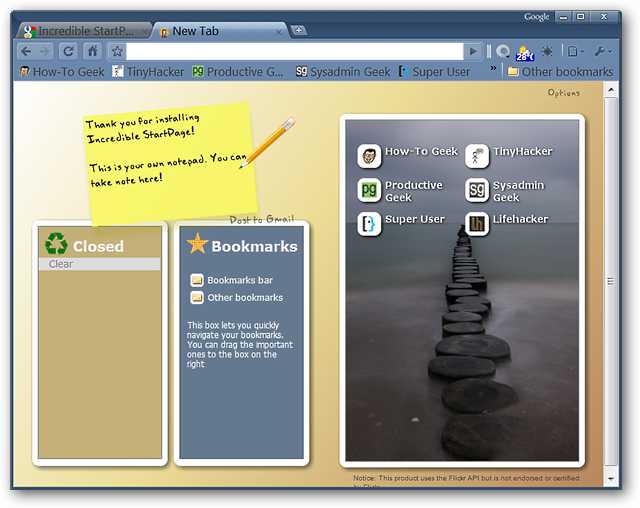 Google
Incredible StartP...
New Tab
28°
How-To Geek
TinyHacker
Productive G...
Sysadmin Geek
Super User
»
Other bookmarks
Options
Thank you for installing
Incredible StartPage!
This is your own notepad. You can
take note here!
Post to Gmail
Closed
Clear
Bookmarks
Bookmarks bar
Other bookmarks
This box lets you quickly
navigate your bookmarks.
You can drag the important
ones to the box on the
right
How-To Geek
TinyHacker
pg
Productive
Geek
SG
Sysadmin
Geek
Super User
lh
Lifehacker
Notice: This product uses the Flickr API but is not endorsed or certified
by Flickr.